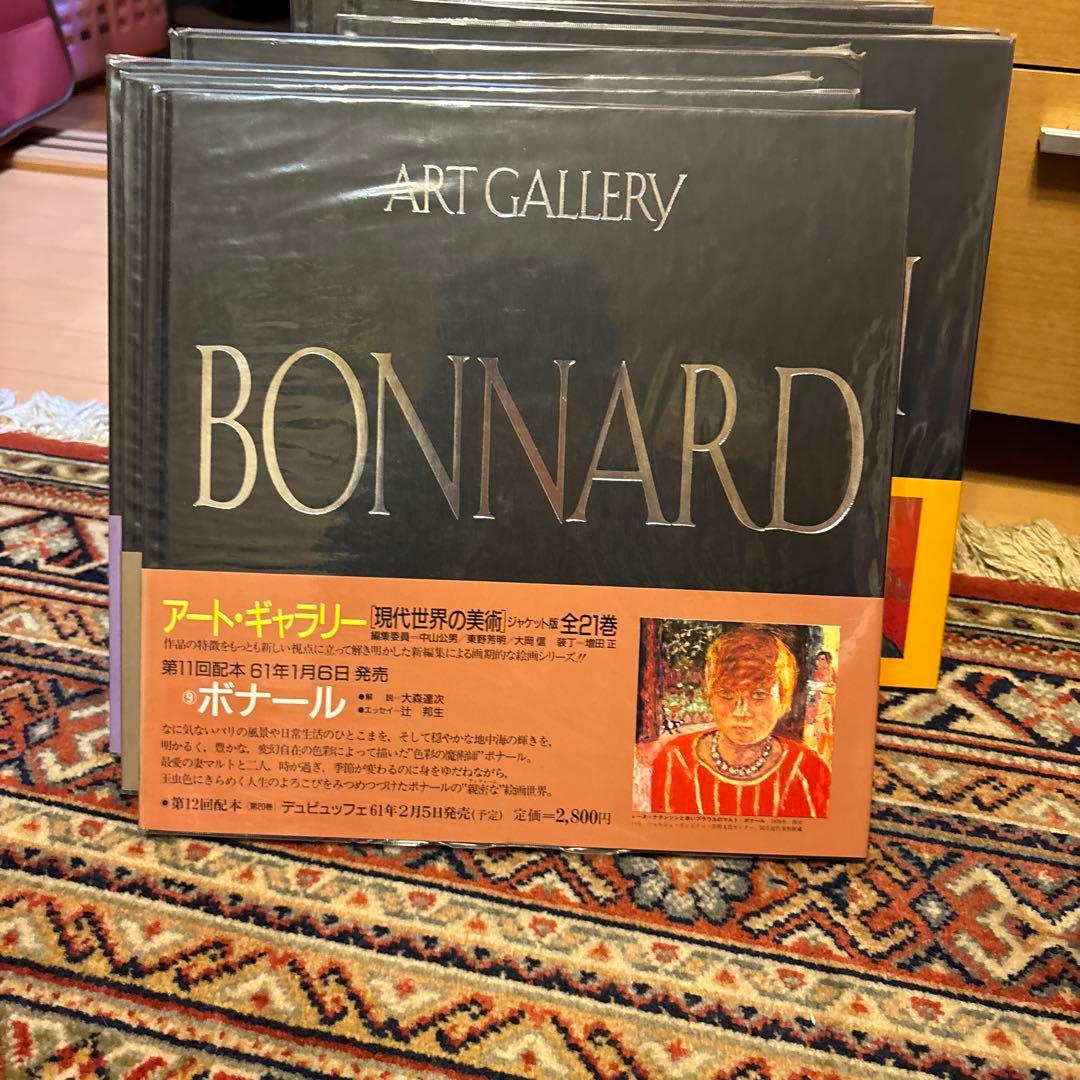 ART GALLERY
BONNARD
アート・ギャラリー[現代世界の美術]ジャケット版 全21巻
編集委員—中山公男／東野芳明／大岡 信 装丁—増田 正
作品の特徴をもっとも新しい視点に立って解き明かした新編集による画期的な絵画シリーズ!!
第11回配本 61年1月6日 発売
⑨ボナール
●解 説—大森達次
●エッセイ—辻 邦生
なに気ないパリの風景や日常生活のひとこまを、そして穏やかな地中海の輝きを、
明かるく、豊かな、変幻自在の色彩によって描いた"色彩の魔術師"ボナール。
最愛の妻マルトと二人、時が過ぎ、季節が変わるのに身をゆだねながら、
玉虫色にきらめく人生のよろこびをみつめつづけたボナールの"親密な"絵画世界。
●第12回配本[第20巻] デュビュッフェ 61年2月5日発売(予定) 定価＝2,800円